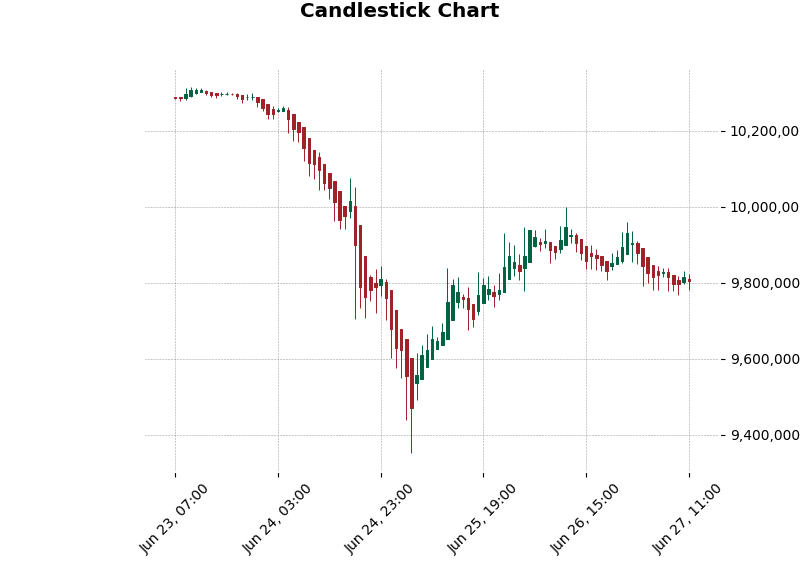 Candlestick Chart
10,200,00
10,000,00
9,800,000
9,600,000
9,400,000
Jun 23, 07:00
Jun 24, 03:00
Jun 24, 23:00
Jun 25, 19:00
Jun 26, 15:00
Jun 27, 11:00